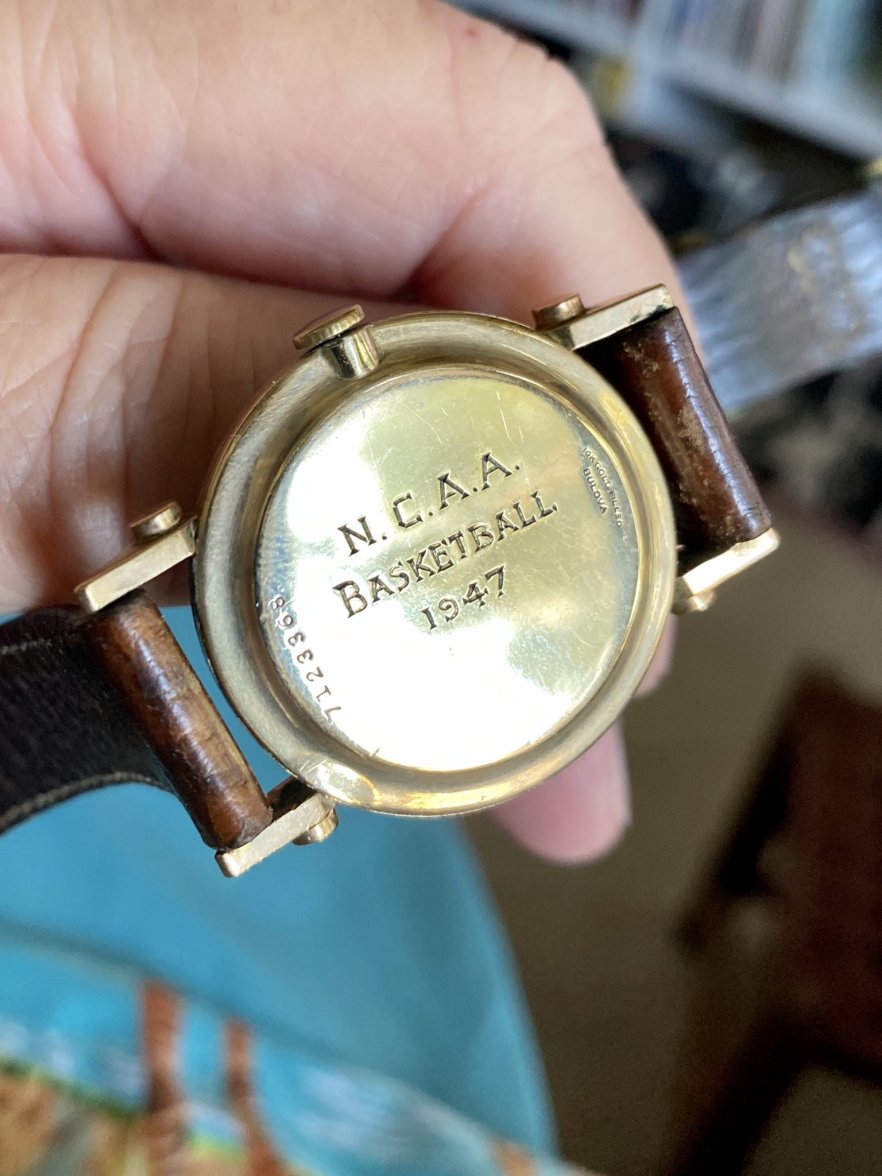 N.C.A.A.
BASKETBALL
1947
10K GOLD FILLED
BULOVA
7123368